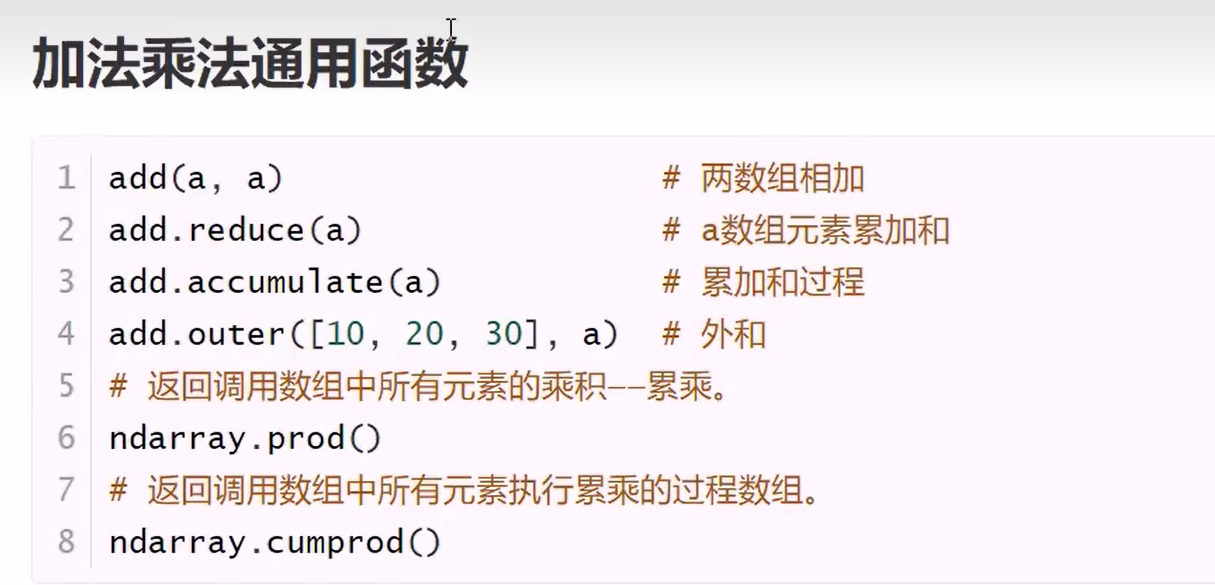 加法乘法通用函数
1 add(a, a) # 两数组相加
2 add.reduce(a) # a数组元素累加和
3 add.accumulate(a) # 累加和过程
4 add.outer([10, 20, 30], a) # 外和
5 # 返回调用数组中所有元素的乘积——累乘。
6 ndarray.prod()
7 # 返回调用数组中所有元素执行累乘的过程数组。
8 ndarray.cumprod()